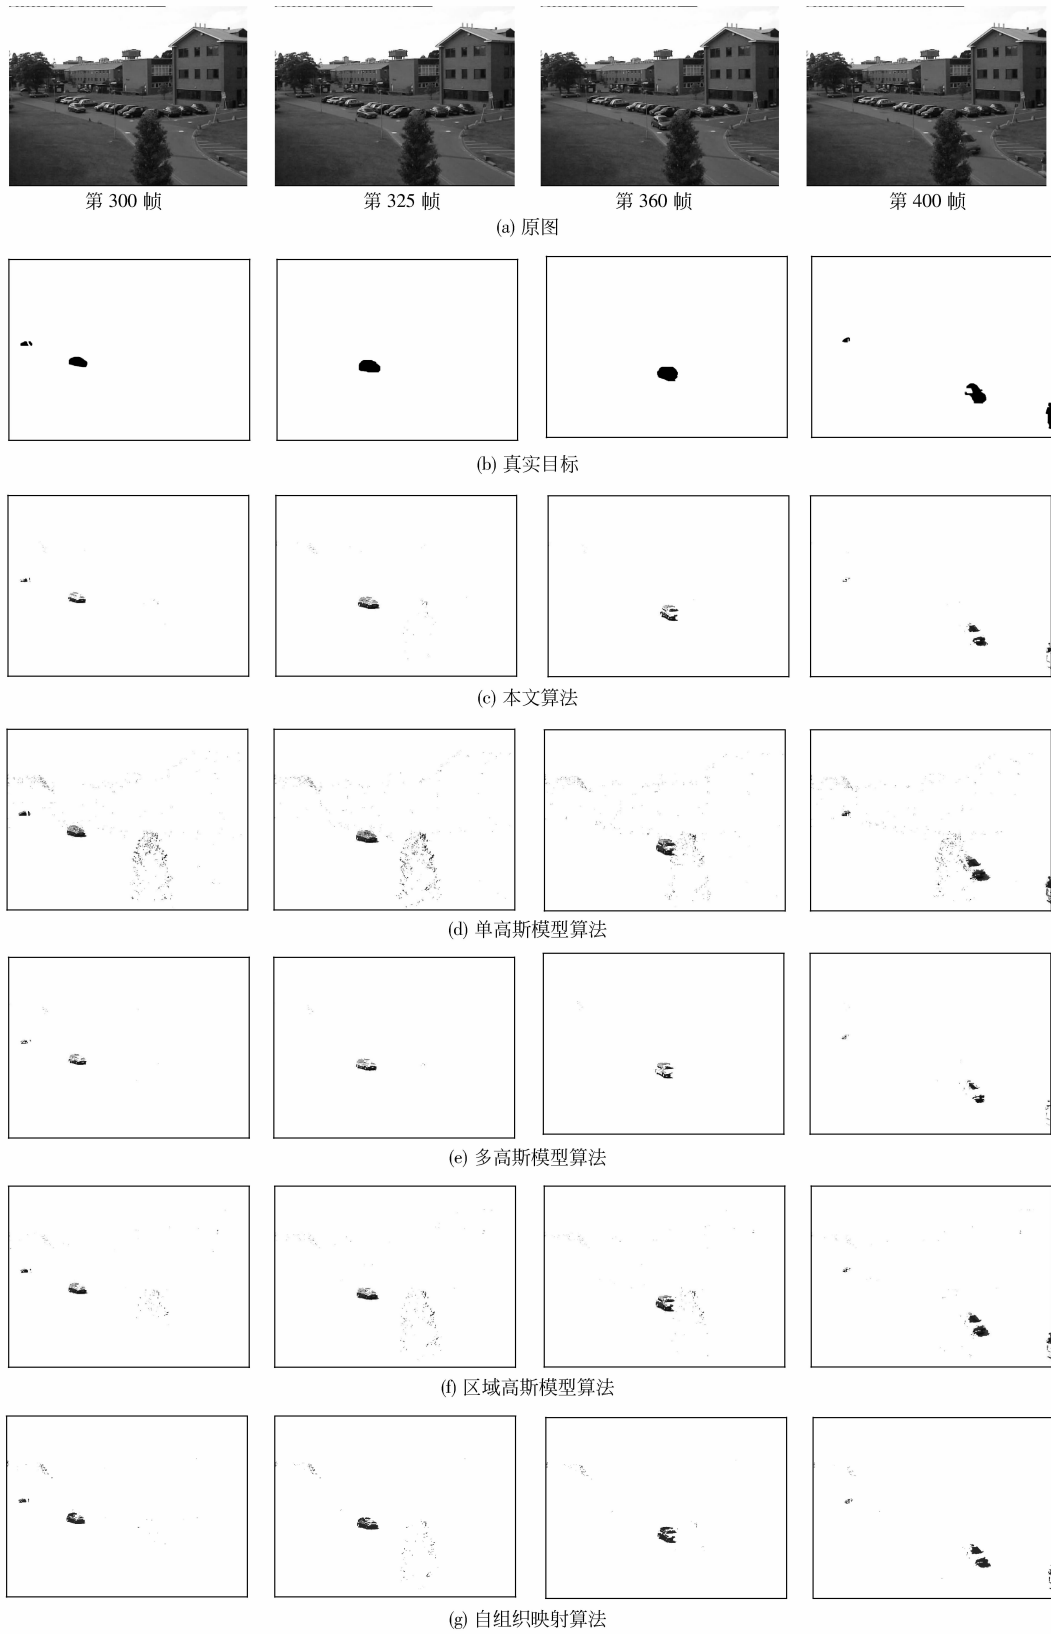 第 300 帧
第 325 帧
第 360 帧
第 400 帧
(a) 原图
(b) 真实目标
(c) 本文算法
(d) 单高斯模型算法
(e) 多高斯模型算法
(f) 区域高斯模型算法
(g) 自组织映射算法